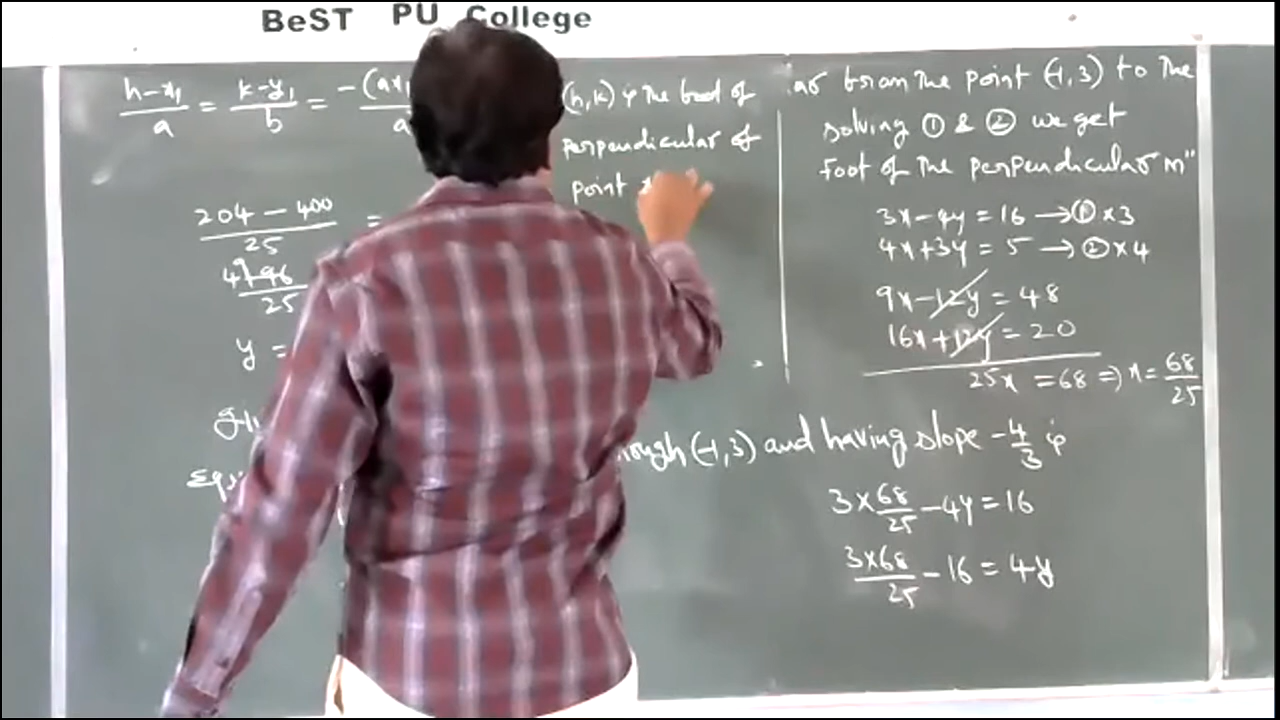 BeST PU College
h-x₁/a = k-y₁/b = -(ax₁
a
(h,k) is the foot of
perpendicular of
point
204 - 400/25 =
25
y =
ar from the point (-1,3) to the
solving ① & ② we get
Foot of the perpendicular m"
3x-4y = 16 →① ×3
4x+3y = 5 → ②×4
9x-12y = 48
16x+12y = 20
25x = 68 => x = 68/25
rough (-1,3) and having slope -4/3 is
3×68/25 -4y = 16
3×68/25 - 16 = 4y